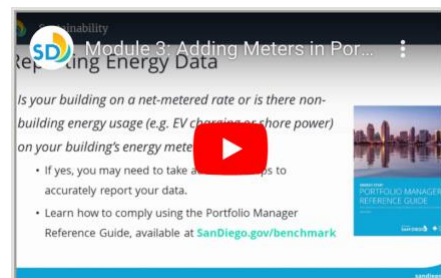 Sustainability
SD Module 3: Adding Meters in Por...
Reporting Energy Data
Is your building on a net-metered rate or is there non-
building energy usage (e.g. EV charging or shore power)
on your building's energy
• If yes, you may need to take
to
accurately report your data.
• Learn how to comply using the Portfolio Manager
Reference Guide, available at SanDiego.gov/benchmark
PORTFOLIO MANAGER
REFERENCE GUIDE